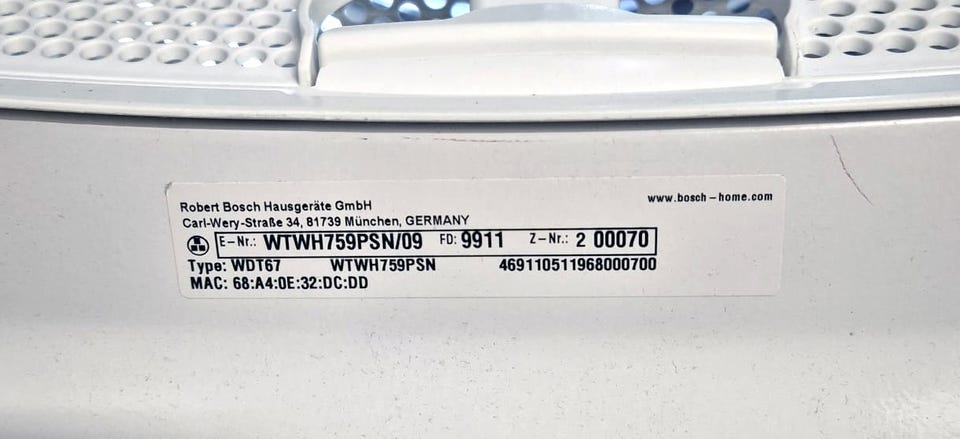 Robert Bosch Hausgeräte GmbH
www.bosch-home.com
Carl-Wery-Straße 34, 81739 München, GERMANY
E-Nr.: WTWH759PSN/09 FD: 9911 Z-Nr.: 2 00070
Type: WDT67 WTWH759PSN 469110511968000700
MAC: 68:A4:0E:32:DC:DD